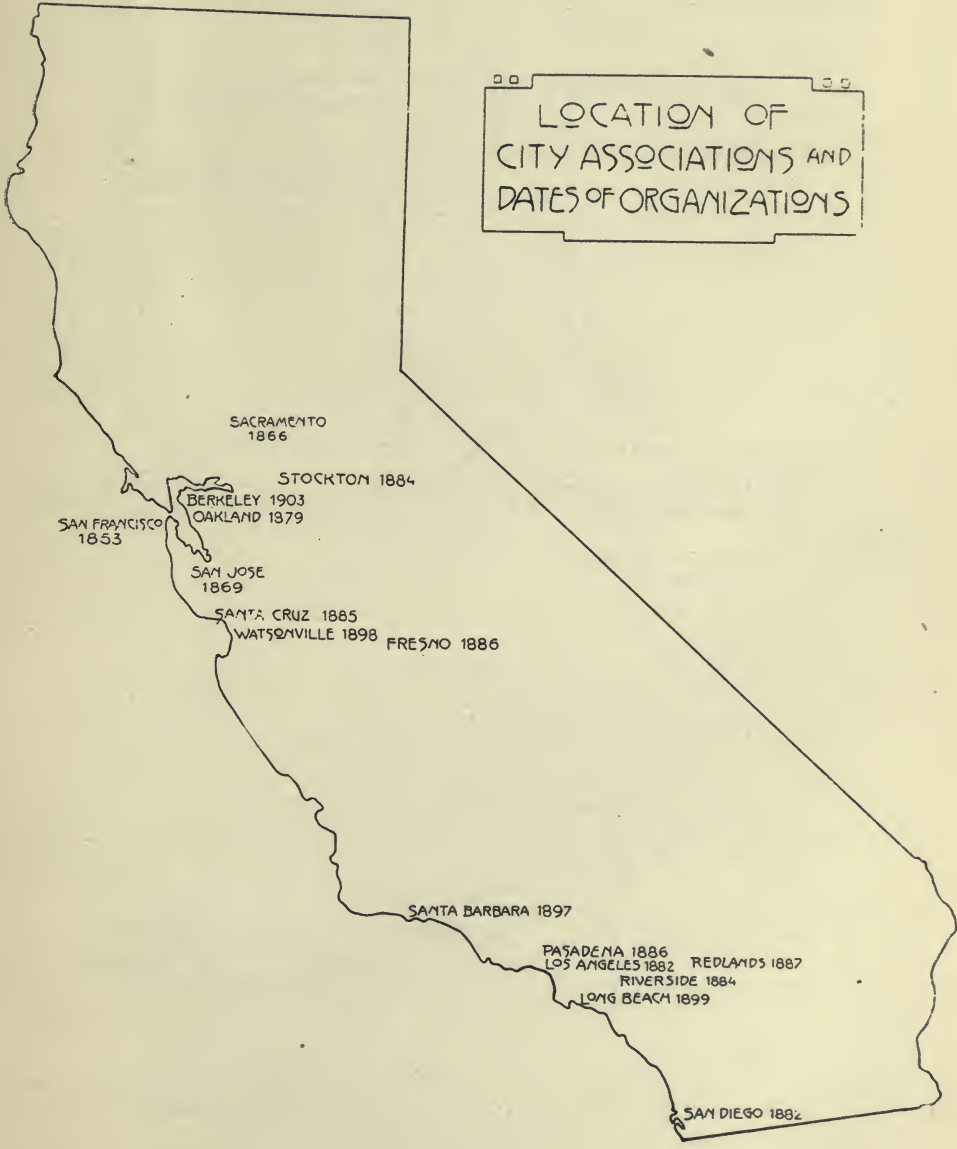 LOCATION OF
CITY ASSOCIATIONS AND
DATES OF ORGANIZATIONS
SACRAMENTO
1866
STOCKTON 1884
BERKELEY 1903
OAKLAND 1879
SAN FRANCISCO
1853
SAN JOSE
1869
SANTA CRUZ 1885
WATSONVILLE 1898
FRESNO 1886
SANTA BARBARA 1897
PASADENA 1886
LOS ANGELES 1882
REDLANDS 1887
RIVERSIDE 1884
LONG BEACH 1899
SAN DIEGO 1882